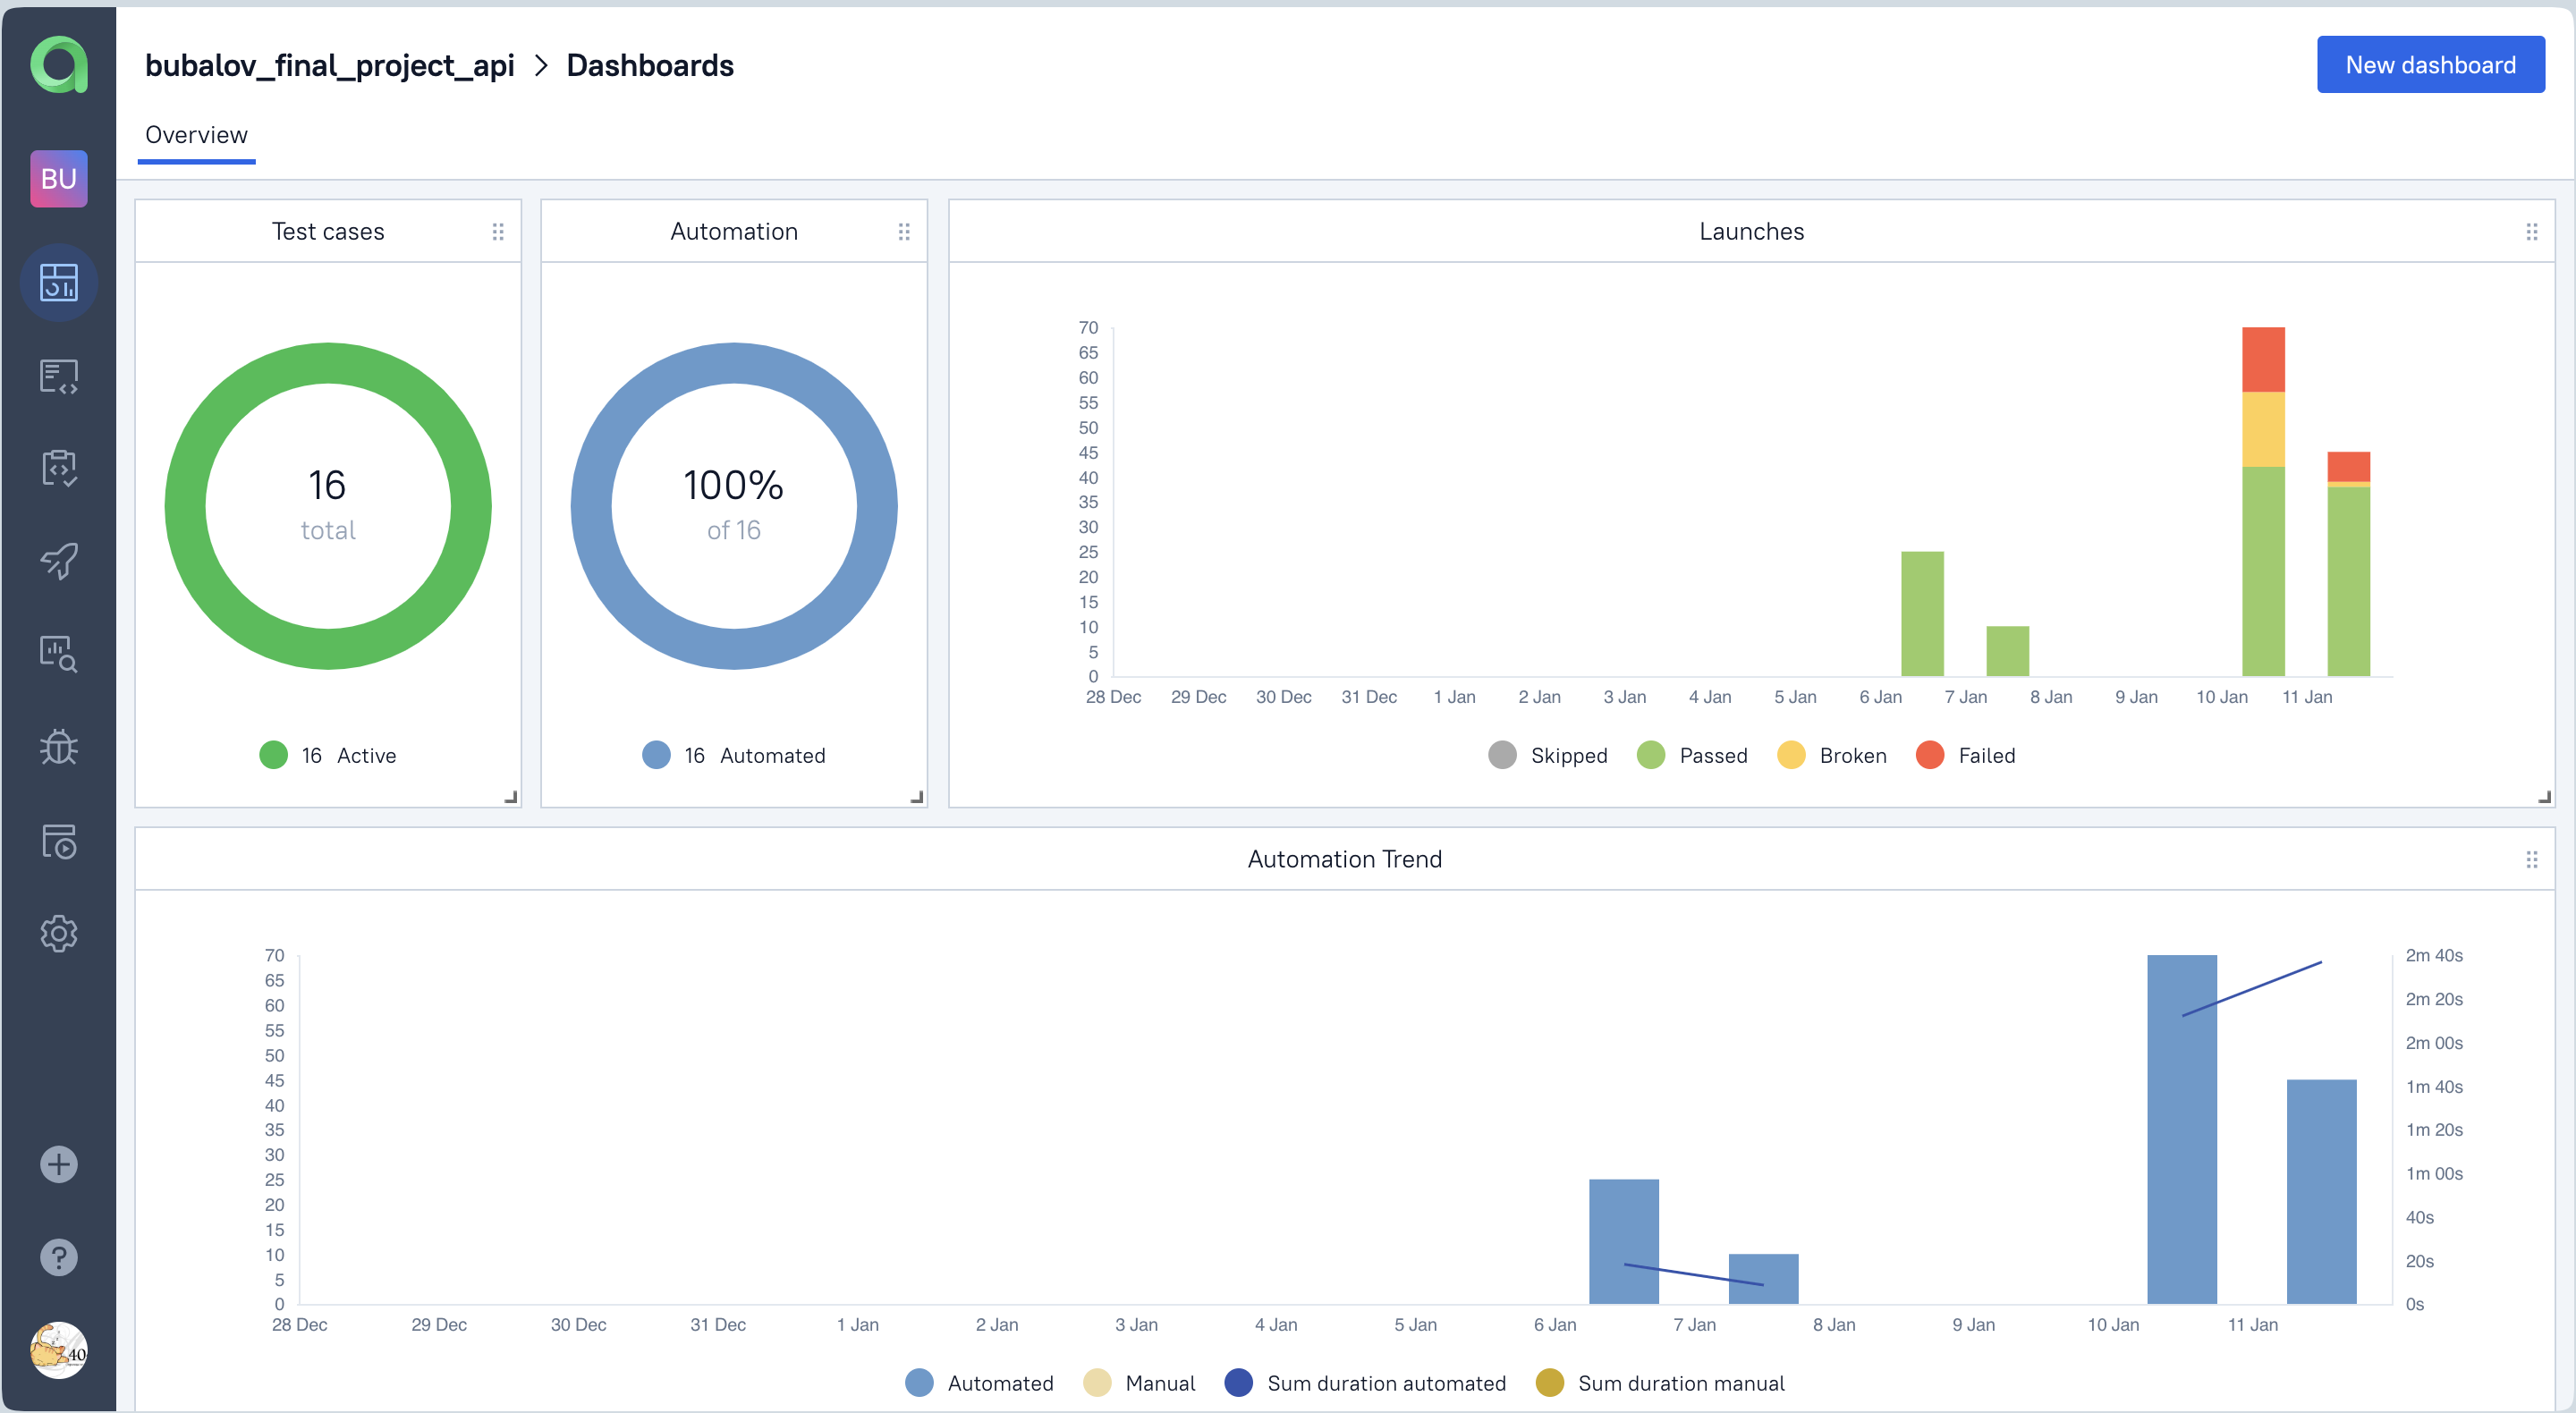 bubalov_final_project_api > Dashboards
New dashboard
Overview
BU
Test cases
16
total
16 Active
Automation
100%
of 16
16 Automated
Launches
70
65
60
55
50
45
40
35
30
25
20
15
10
5
0
28 Dec 29 Dec 30 Dec 31 Dec 1 Jan 2 Jan 3 Jan 4 Jan 5 Jan 6 Jan 7 Jan 8 Jan 9 Jan 10 Jan 11 Jan
Skipped Passed Broken Failed
Automation Trend
70
65
60
55
50
45
40
35
30
25
20
15
10
5
0
2m 40s
2m 20s
2m 00s
1m 40s
1m 20s
1m 00s
40s
20s
0s
28 Dec 29 Dec 30 Dec 31 Dec 1 Jan 2 Jan 3 Jan 4 Jan 5 Jan 6 Jan 7 Jan 8 Jan 9 Jan 10 Jan 11 Jan
Automated Manual Sum duration automated Sum duration manual
?
40